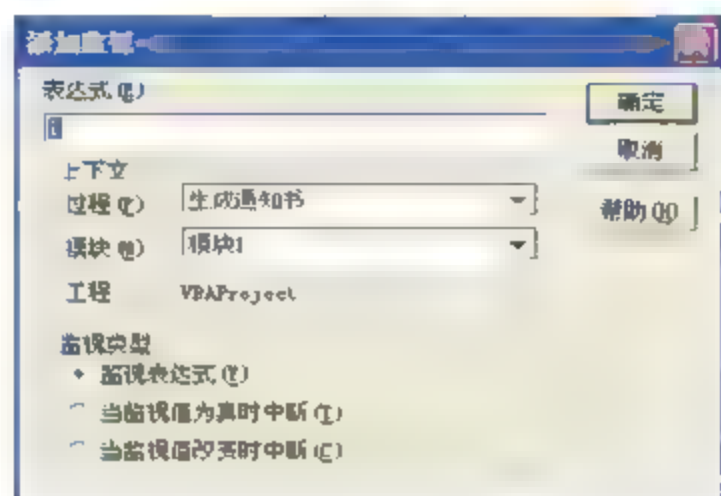 添加监视
表达式(E)
i
确定
取消
帮助(H)
上下文
过程(P)
生成通知书
模块(M)
模块1
工程
VBAProject
监视类型
监视表达式(W)
当监视值为真时中断(T)
当监视值改变时中断(C)